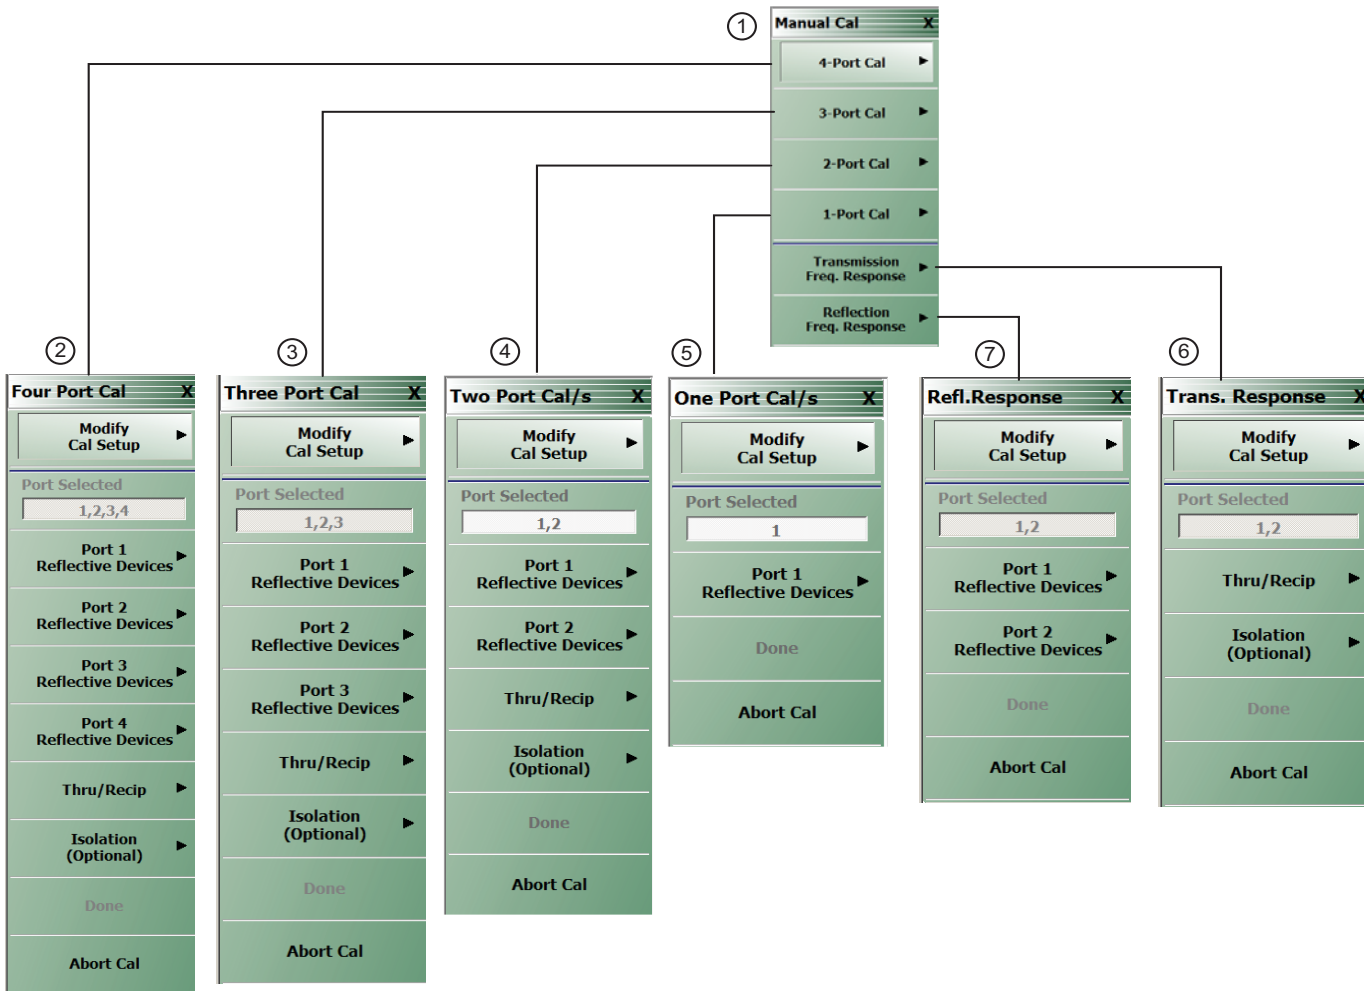 1
Manual Cal X
4-Port Cal
3-Port Cal
2-Port Cal
1-Port Cal
Transmission
Freq. Response
Reflection
Freq. Response
2
Four Port Cal X
Modify
Cal Setup
Port Selected
1,2,3,4
Port 1
Reflective Devices
Port 2
Reflective Devices
Port 3
Reflective Devices
Port 4
Reflective Devices
Thru/Recip
Isolation
(Optional)
Done
Abort Cal
3
Three Port Cal X
Modify
Cal Setup
Port Selected
1,2,3
Port 1
Reflective Devices
Port 2
Reflective Devices
Port 3
Reflective Devices
Thru/Recip
Isolation
(Optional)
Done
Abort Cal
4
Two Port Cal/s X
Modify
Cal Setup
Port Selected
1,2
Port 1
Reflective Devices
Port 2
Reflective Devices
Thru/Recip
Isolation
(Optional)
Done
Abort Cal
5
One Port Cal/s X
Modify
Cal Setup
Port Selected
1
Port 1
Reflective Devices
Done
Abort Cal
7
Refl.Response X
Modify
Cal Setup
Port Selected
1,2
Port 1
Reflective Devices
Port 2
Reflective Devices
Done
Abort Cal
6
Trans. Response X
Modify
Cal Setup
Port Selected
1,2
Thru/Recip
Isolation
(Optional)
Done
Abort Cal